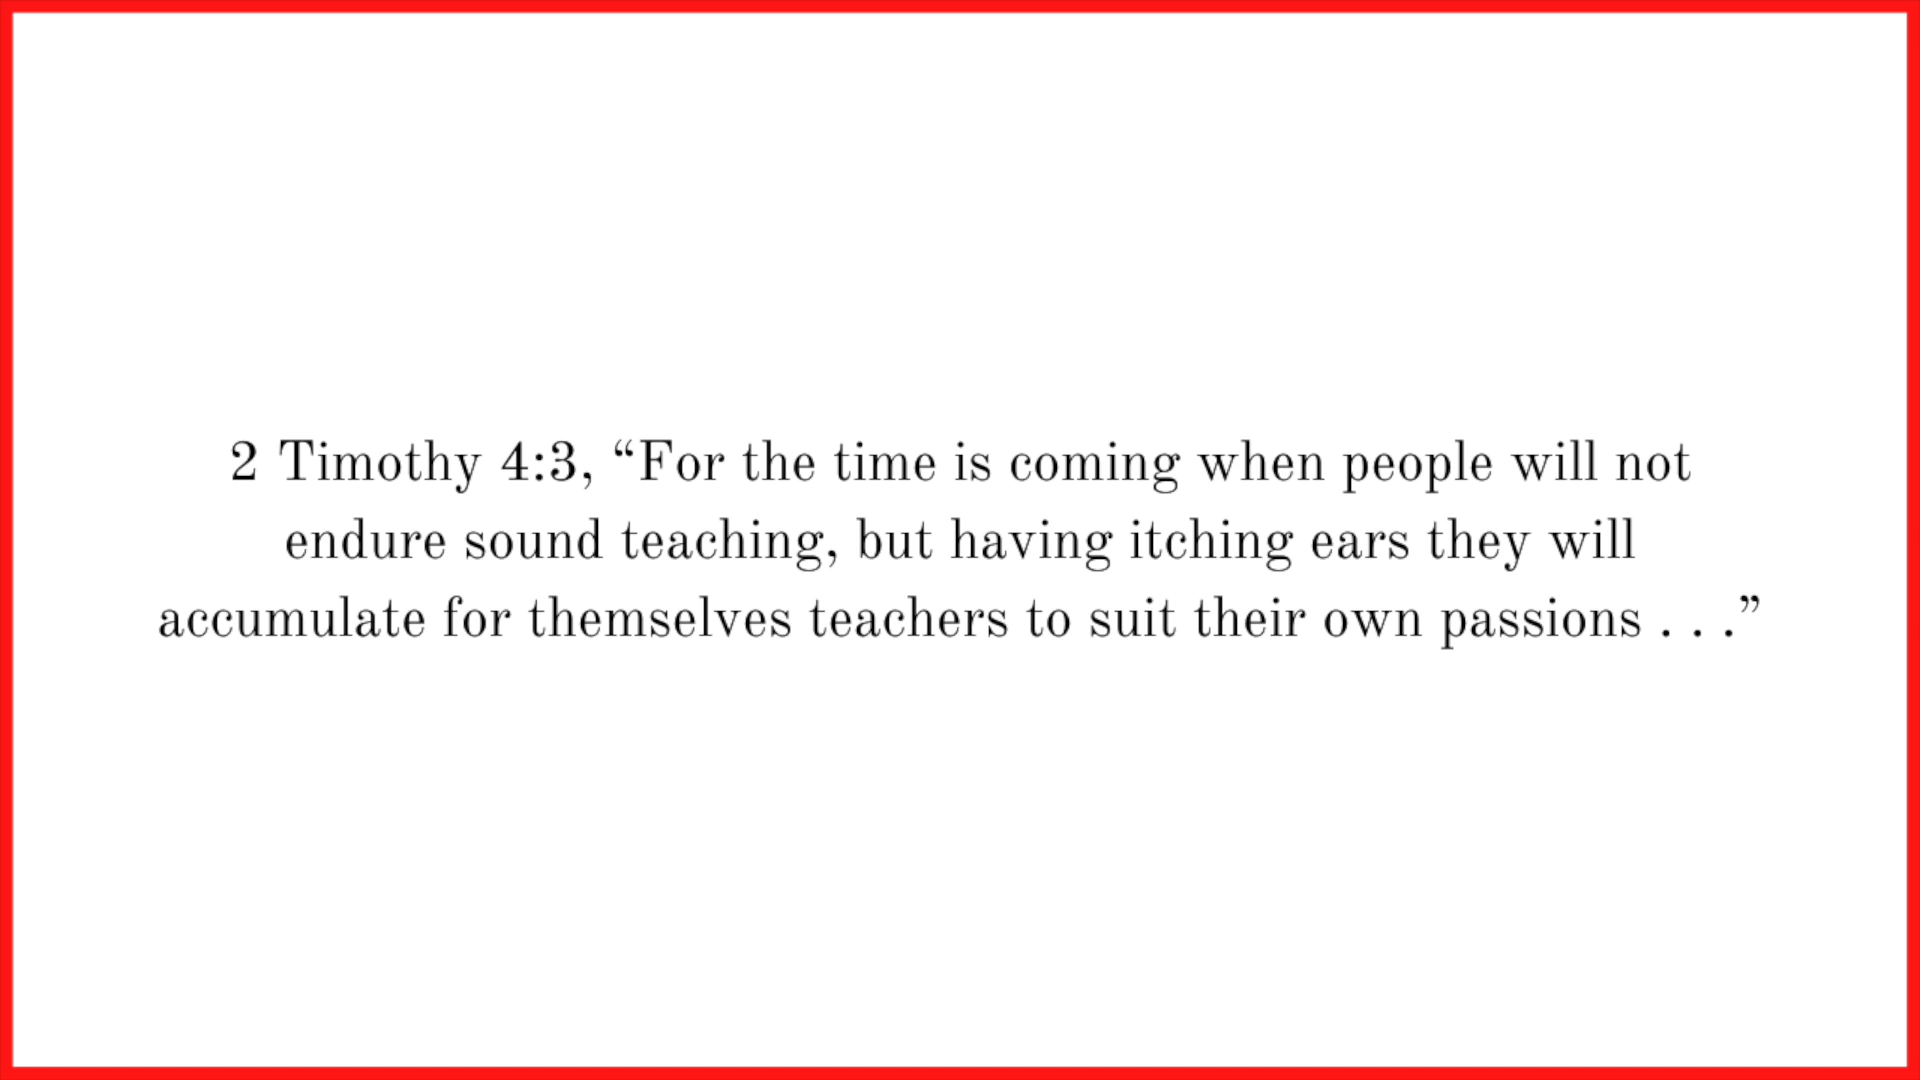 2 Timothy 4:3, “For the time is coming when people will not
endure sound teaching, but having itching ears they will
accumulate for themselves teachers to suit their own passions . . .”